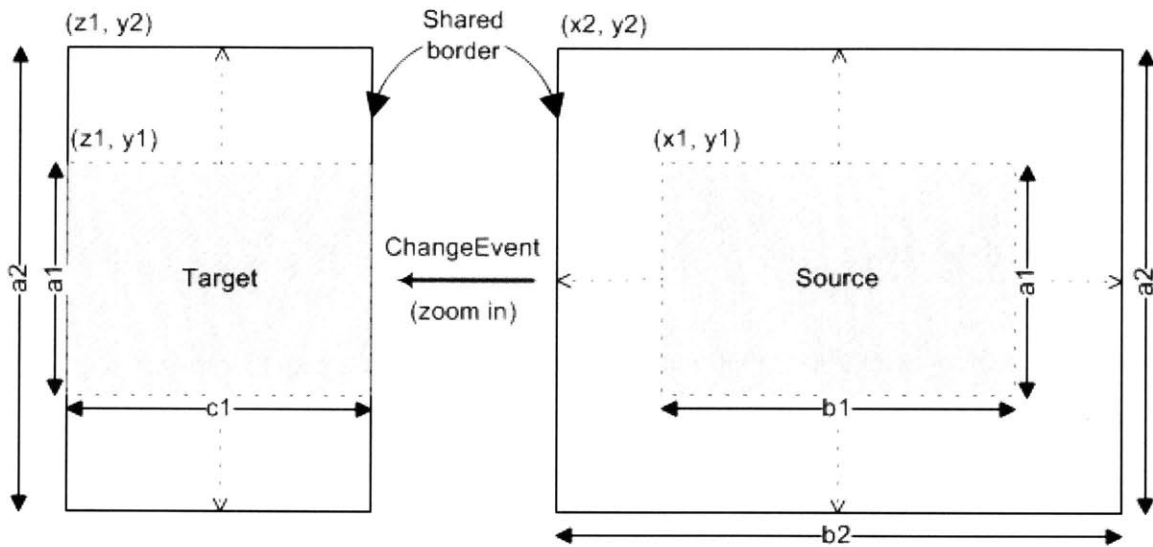 (z1, y2)
Shared
border
(x2, y2)
(z1, y1)
(x1, y1)
a2
a1
Target
ChangeEvent
(zoom in)
Source
a1
a2
c1
b1
b2